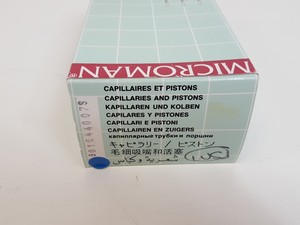 MICROMAN®
CAPILLAIRES ET PISTONS
CAPILLARIES AND PISTONS
KAPILLAREN UND KOLBEN
CAPILARES Y PISTONES
CAPILLARI E PISTONI
CAPILLAIREN EN ZUIGERS
капиллярные трубки и поршни
キャピラリー / ピストン
毛细吸嘴和活塞